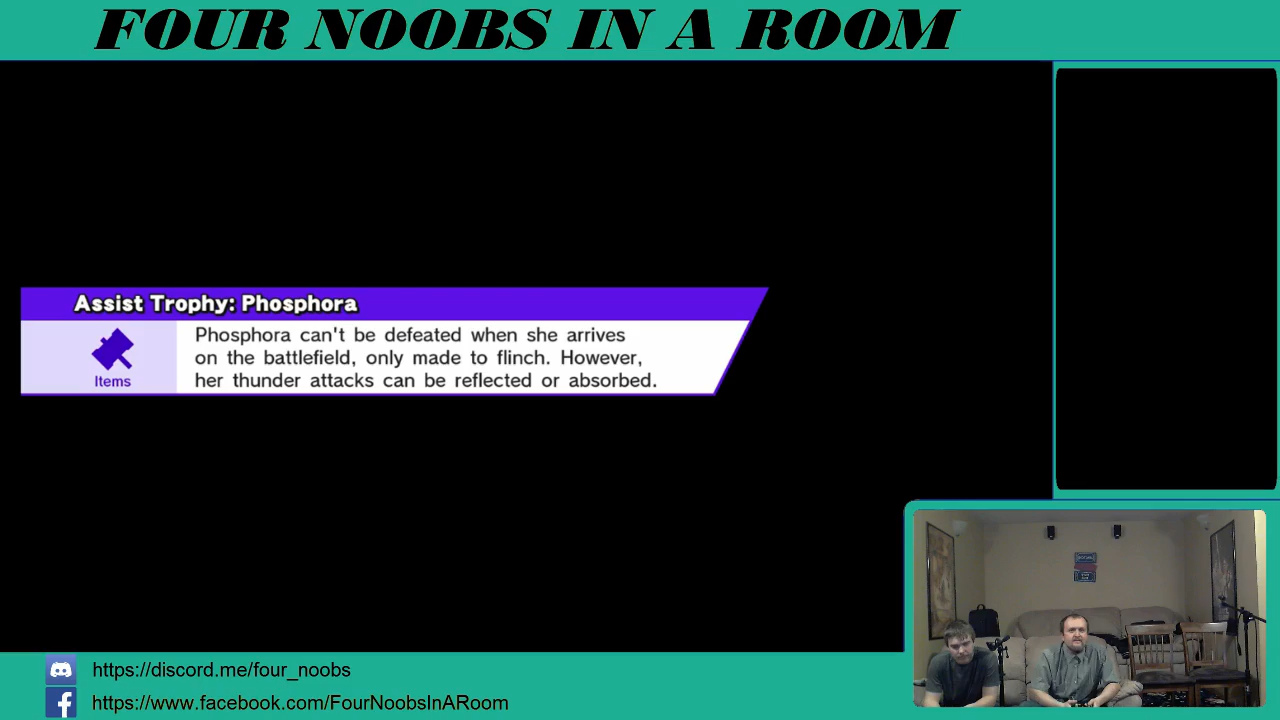 FOUR NOOBS IN A ROOM
Assist Trophy: Phosphora
Items
Phosphora can't be defeated when she arrives
on the battlefield, only made to flinch. However,
her thunder attacks can be reflected or absorbed.
https://discord.me/four_noobs
https://www.facebook.com/FourNoobsInARoom